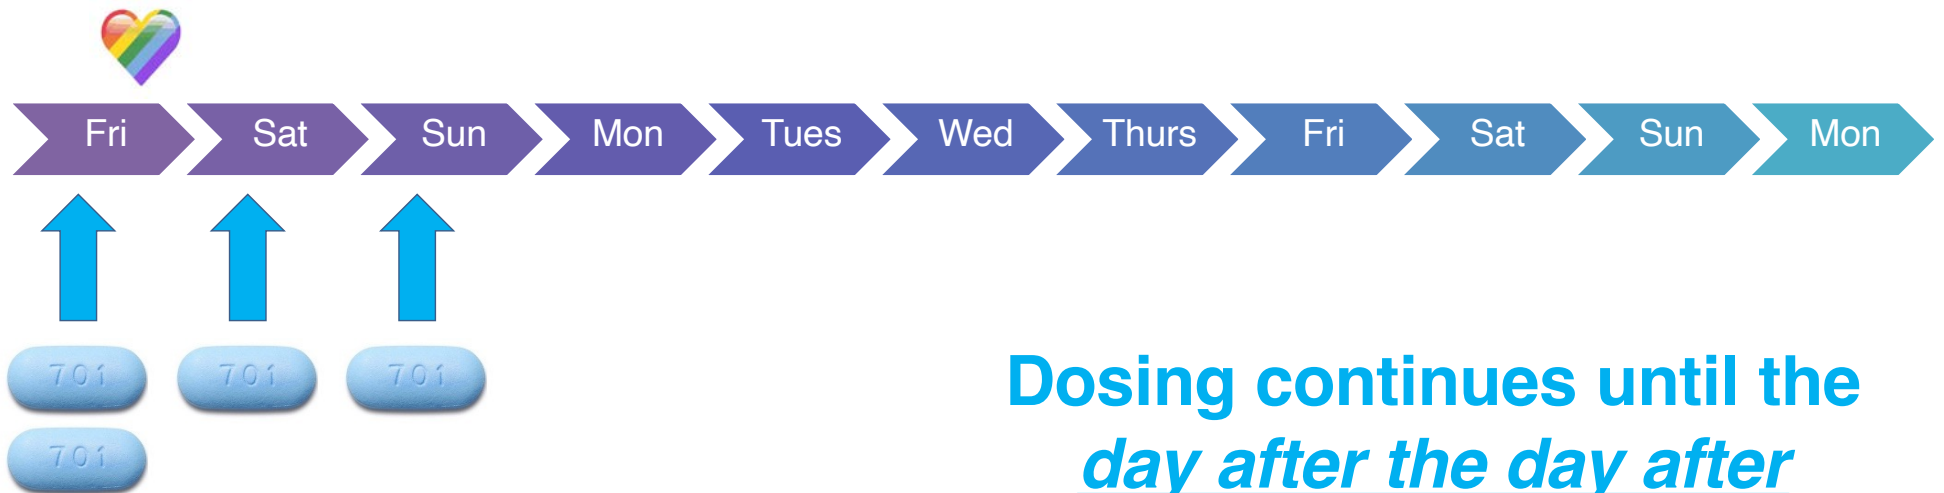 Fri Sat Sun Mon Tues Wed Thurs Fri Sat Sun Mon
701 701 701
701
Dosing continues until the
day after the day after